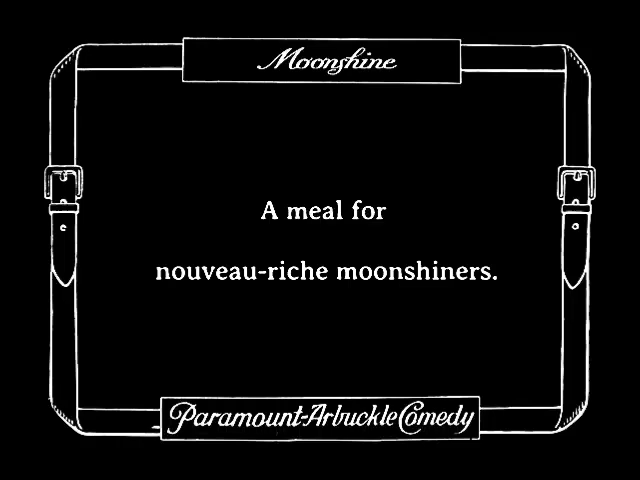 Moonshine
A meal for
nouveau-riche moonshiners.
Paramount-Arbuckle Comedy